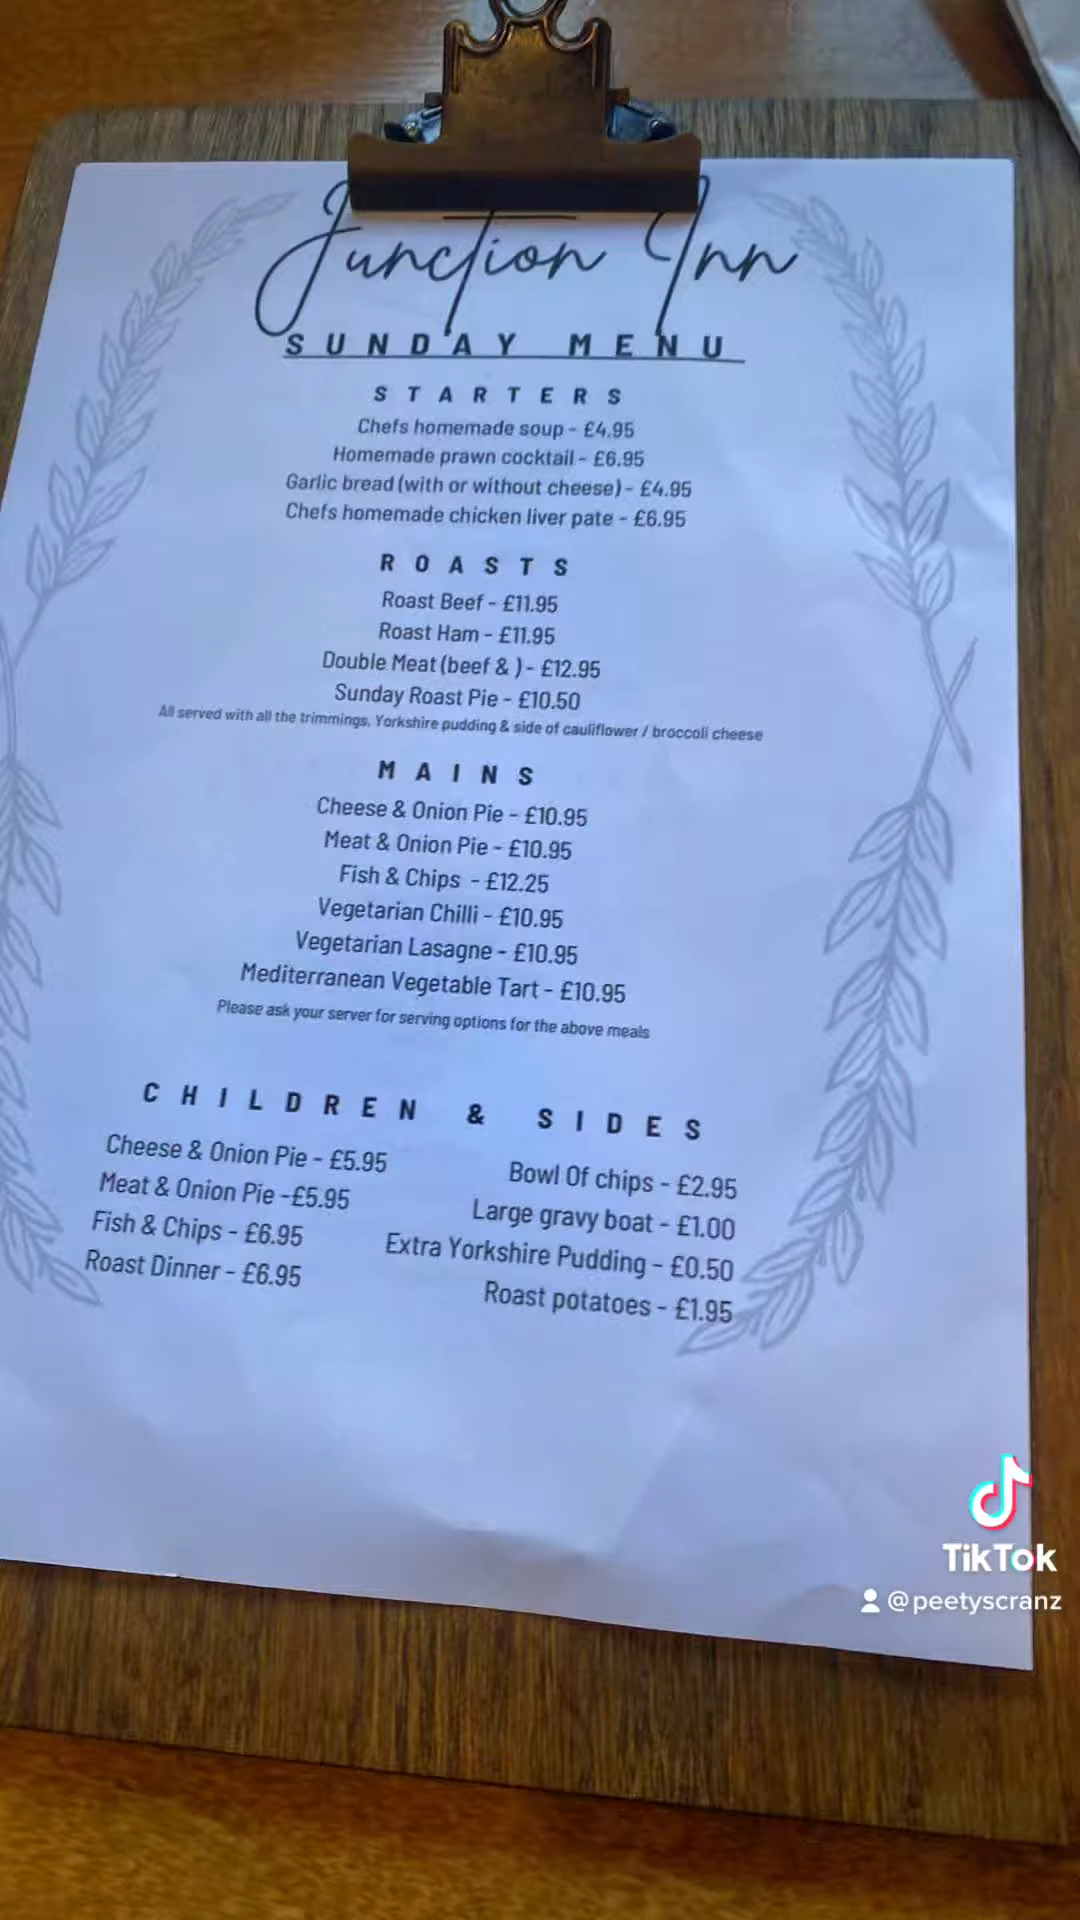 Junction Inn
SUNDAY MENU
STARTERS
Chefs homemade soup - £4.95
Homemade prawn cocktail - £6.95
Garlic bread (with or without cheese) - £4.95
Chefs homemade chicken liver pate - £6.95
ROASTS
Roast Beef - £11.95
Roast Ham - £11.95
Double Meat (beef & ) - £12.95
Sunday Roast Pie - £10.50
All served with all the trimmings, Yorkshire pudding & side of cauliflower / broccoli cheese
MAINS
Cheese & Onion Pie - £10.95
Meat & Onion Pie - £10.95
Fish & Chips - £12.25
Vegetarian Chilli - £10.95
Vegetarian Lasagne - £10.95
Mediterranean Vegetable Tart - £10.95
Please ask your server for serving options for the above meals
CHILDREN & SIDES
Cheese & Onion Pie - £5.95
Meat & Onion Pie -£5.95
Fish & Chips - £6.95
Roast Dinner - £6.95
Bowl Of chips - £2.95
Large gravy boat - £1.00
Extra Yorkshire Pudding - £0.50
Roast potatoes - £1.95
TikTok
@peetyscranz